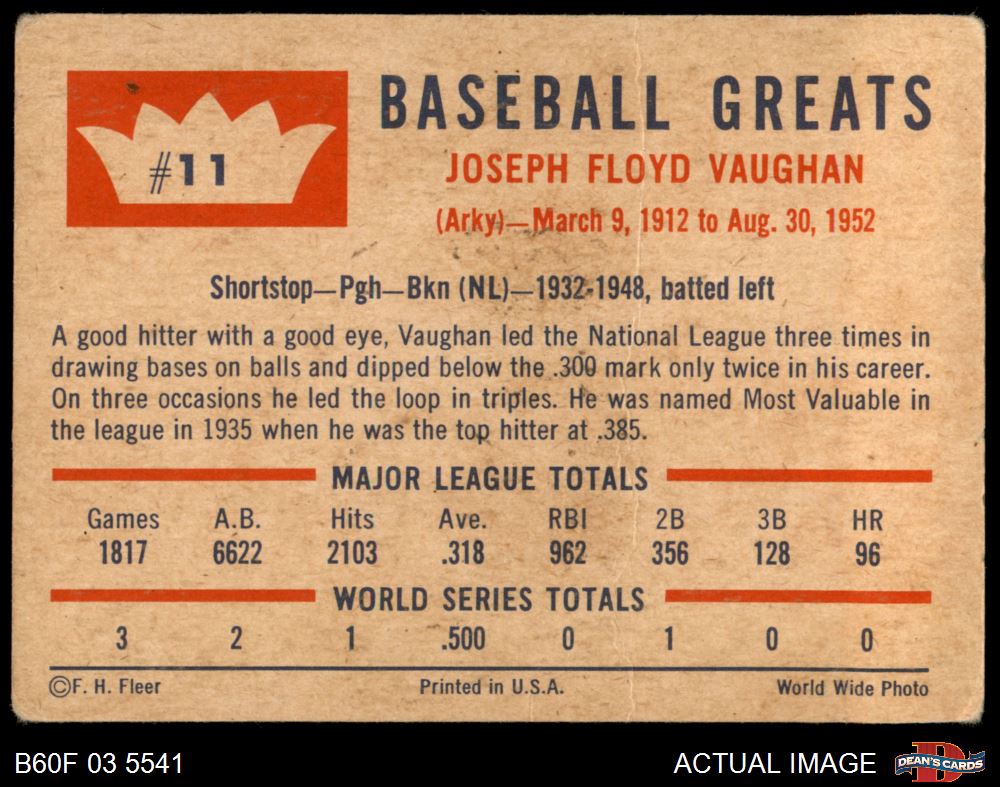 #11
BASEBALL GREATS
JOSEPH FLOYD VAUGHAN
(Arky)—March 9, 1912 to Aug. 30, 1952
Shortstop—Pgh—Bkn (NL)—1932-1948, batted left
A good hitter with a good eye, Vaughan led the National League three times in
drawing bases on balls and dipped below the .300 mark only twice in his career.
On three occasions he led the loop in triples. He was named Most Valuable in
the league in 1935 when he was the top hitter at .385.
MAJOR LEAGUE TOTALS
Games A.B. Hits Ave. RBI 2B 3B HR
1817 6622 2103 .318 962 356 128 96
WORLD SERIES TOTALS
3 2 1 .500 0 1 0 0
©F. H. Fleer Printed in U.S.A. World Wide Photo
B60F 03 5541 ACTUAL IMAGE D DEAN'S CARDS